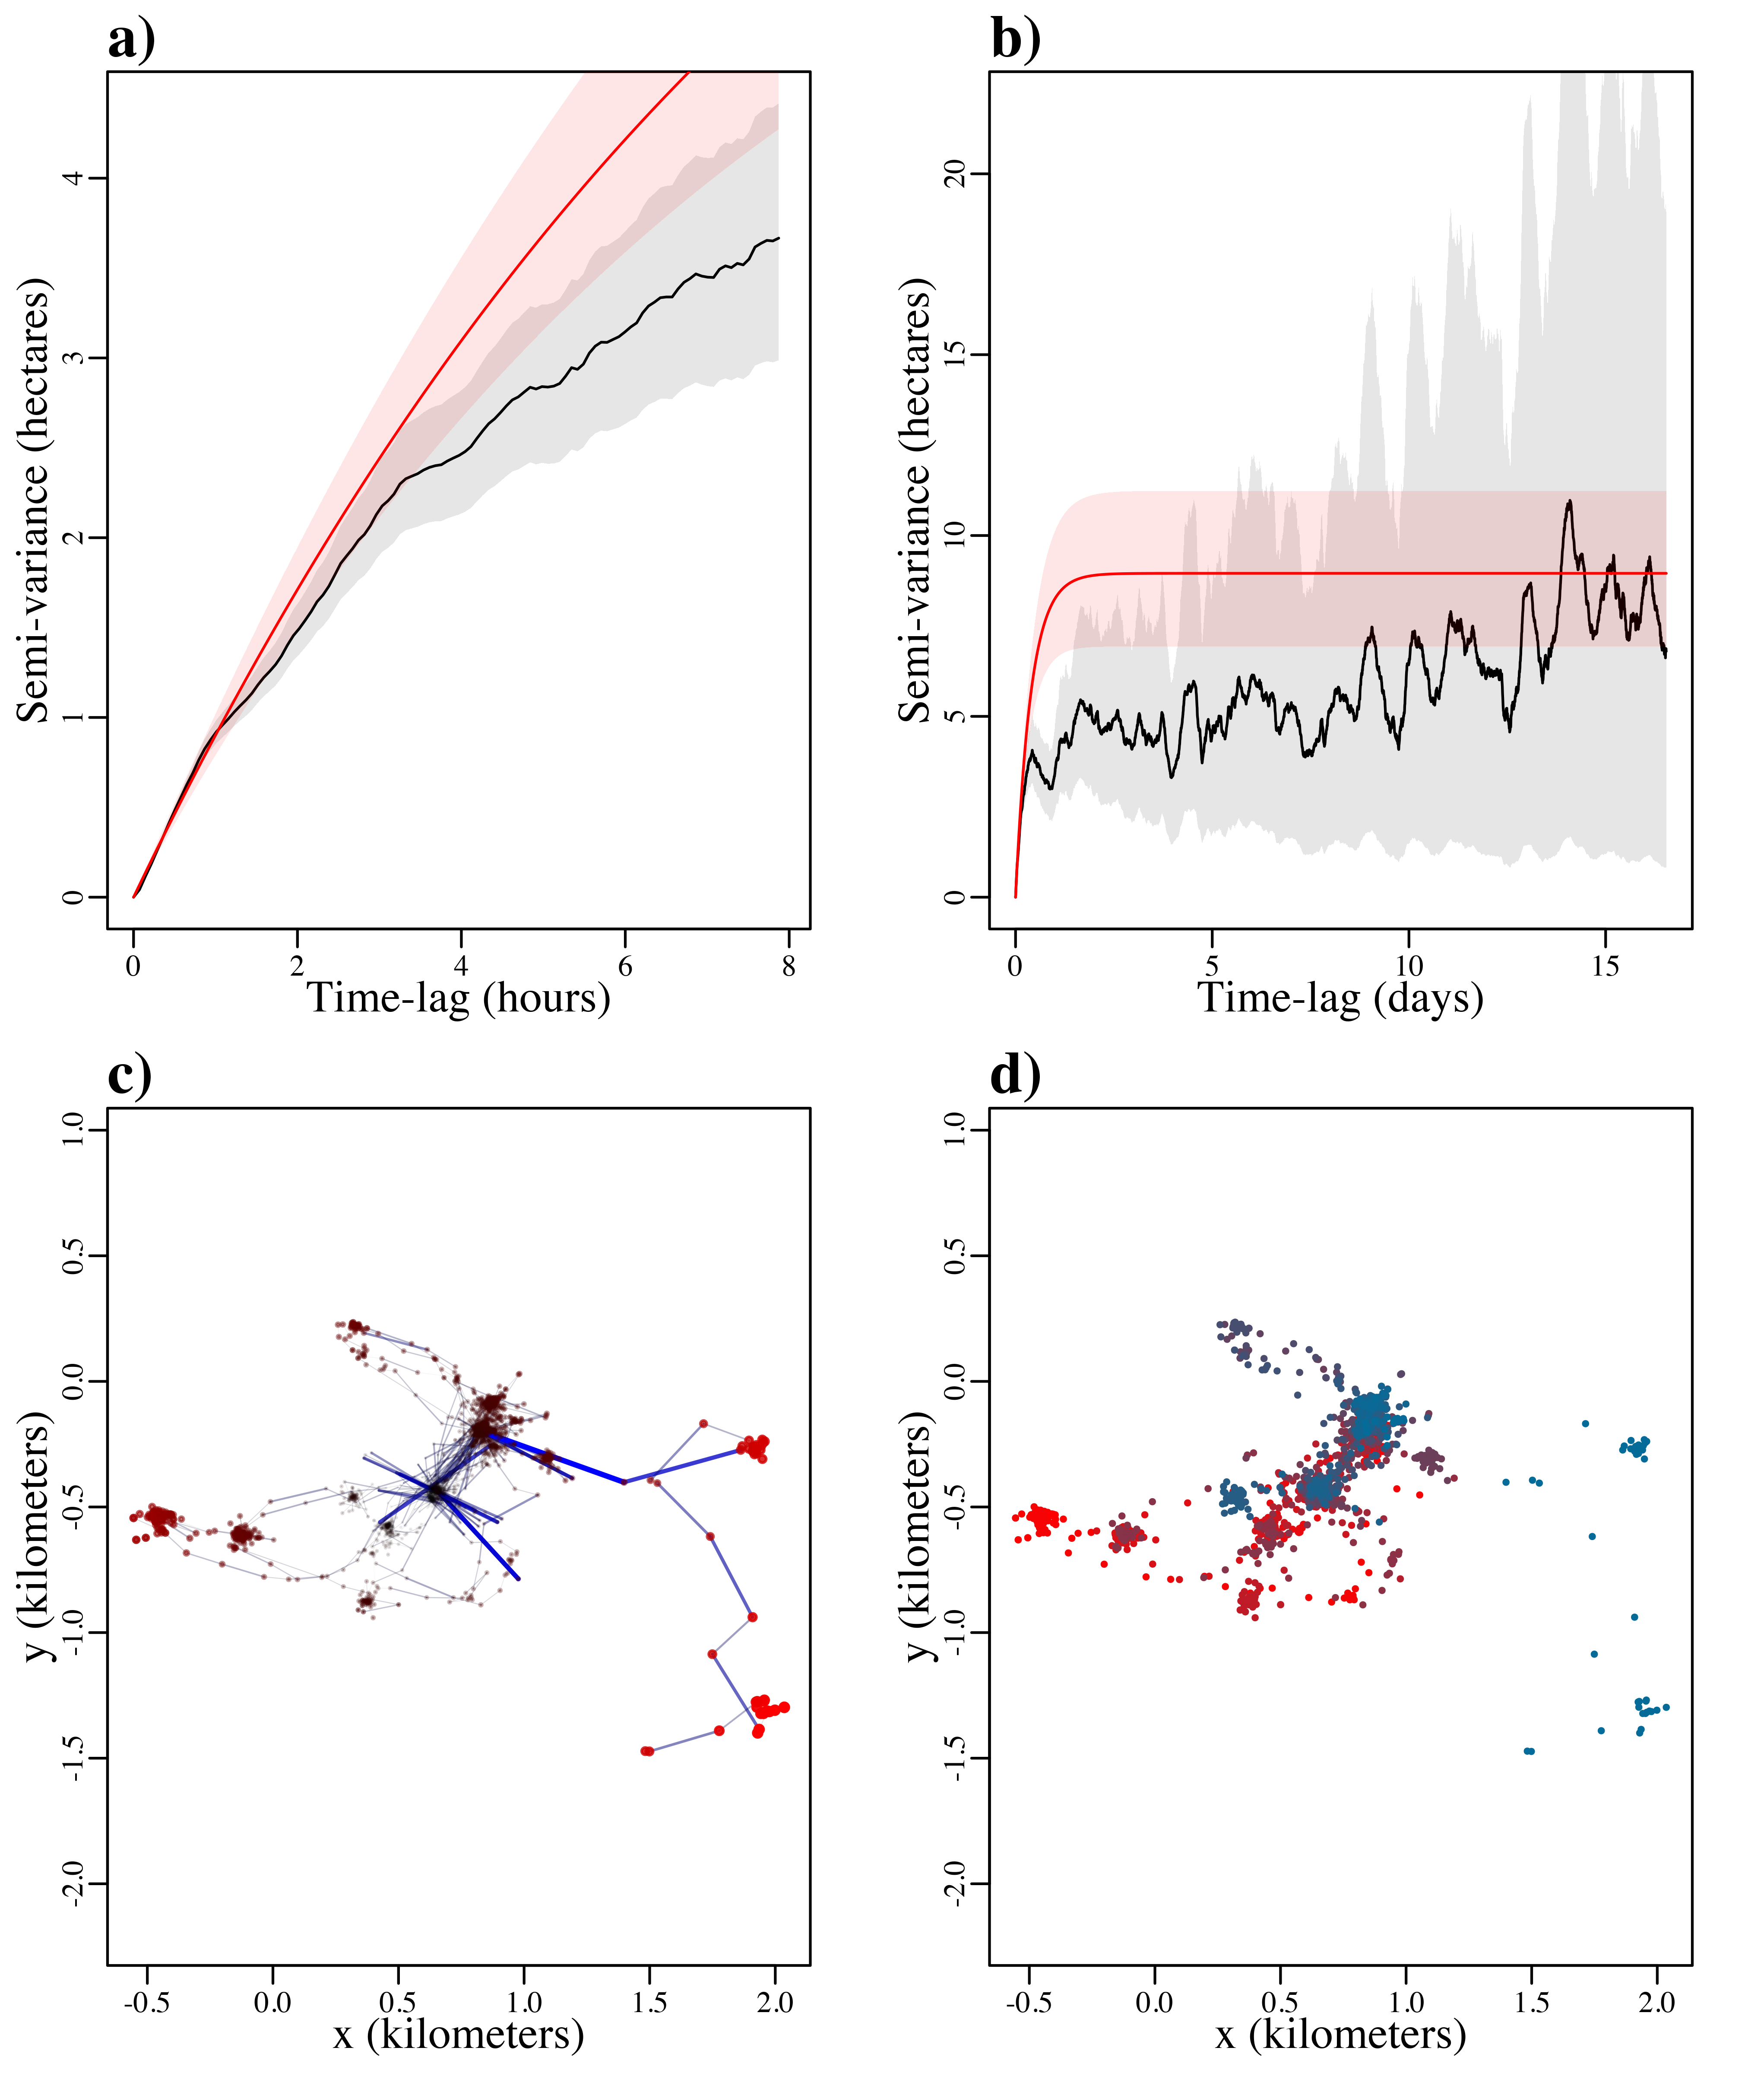 a)
Semi-variance (hectares)
4
3
2
1
0
0 2 4 6 8
Time-lag (hours)
b)
Semi-variance (hectares)
20
15
10
5
0
0 5 10 15
Time-lag (days)
c)
y (kilometers)
1.0
0.5
0.0
-0.5
-1.0
-1.5
-2.0
-0.5 0.0 0.5 1.0 1.5 2.0
x (kilometers)
d)
y (kilometers)
1.0
0.5
0.0
-0.5
-1.0
-1.5
-2.0
-0.5 0.0 0.5 1.0 1.5 2.0
x (kilometers)